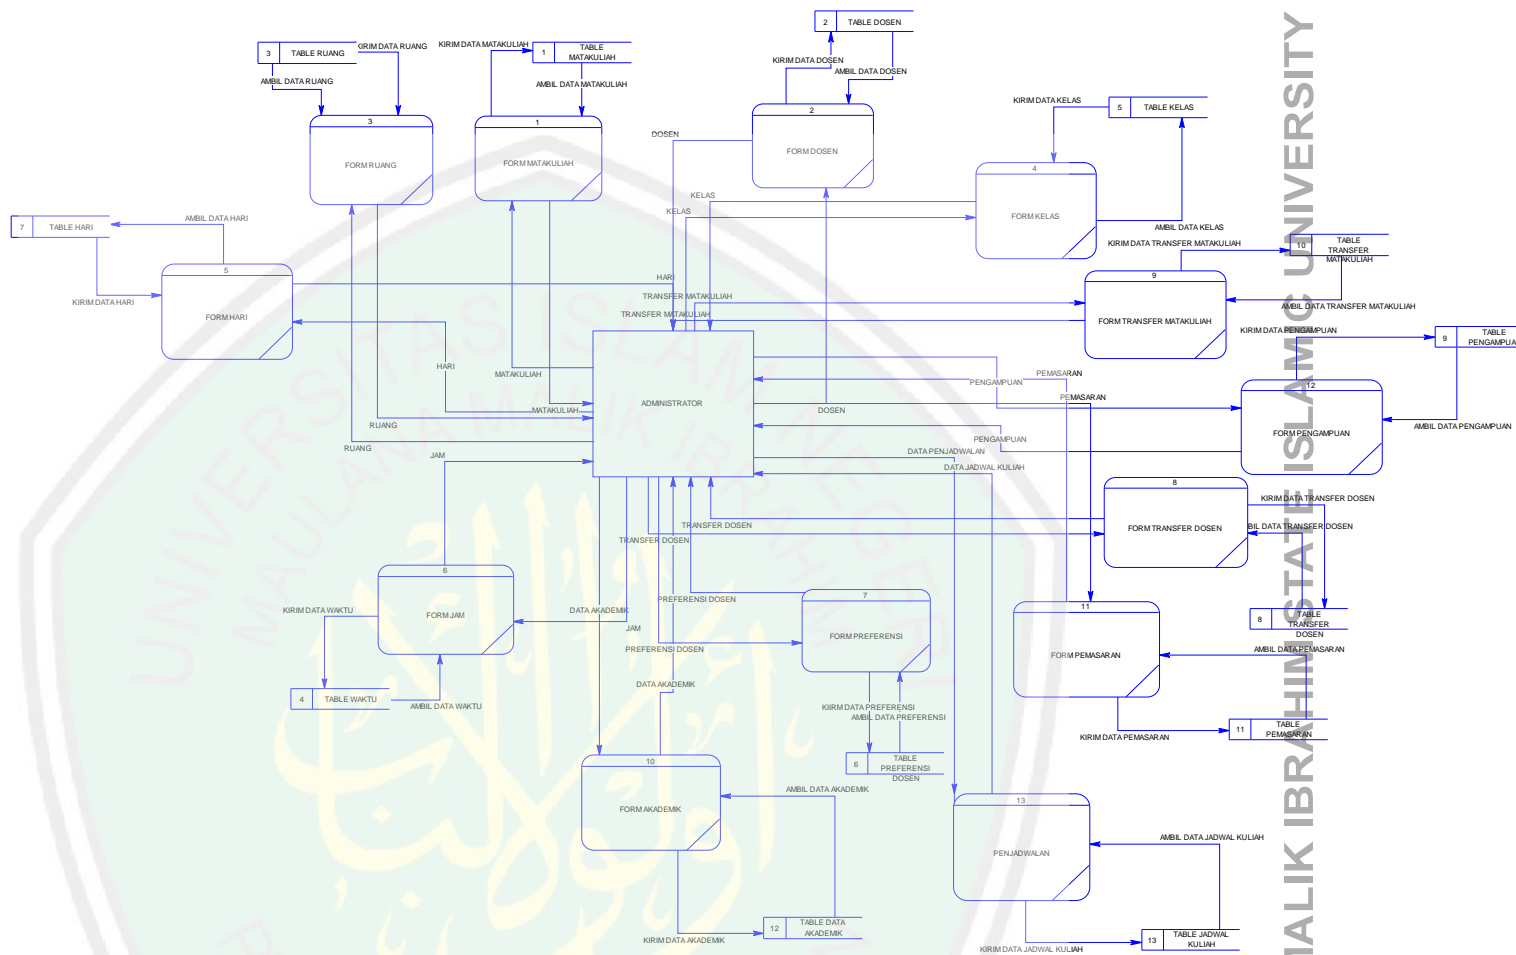 2
TABLE DOSEN
3
TABLE RUANG
KIRIM DATA RUANG
AMBIL DATA RUANG
KIRIM DATA MATAKULIAH
1
TABLE
MATAKULIAH
AMBIL DATA MATAKULIAH
KIRIM DATA DOSEN
AMBIL DATA DOSEN
KIRIM DATA KELAS
5
TABLE KELAS
3
FORM RUANG
1
FORM MATAKULIAH
2
FORM DOSEN
DOSEN
4
FORM KELAS
KELAS
KELAS
AMBIL DATA KELAS
7
TABLE HARI
AMBIL DATA HARI
KIRIM DATA HARI
5
FORM HARI
HARI
HARI
KIRIM DATA TRANSFER MATAKULIAH
10
TABLE
TRANSFER
MATAKULIAH
9
FORM TRANSFER MATAKULIAH
AMBIL DATA TRANSFER MATAKULIAH
TRANSFER MATAKULIAH
TRANSFER MATAKULIAH
KIRIM DATA PENGAMPUAN
9
TABLE
PENGAMPUA
12
FORM PENGAMPUAN
AMBIL DATA PENGAMPUAN
ADMINISTRATOR
MATAKULIAH
MATAKULIAH
RUANG
RUANG
JAM
PEMASARAN
PENGAMPUAN
PEMASARAN
DOSEN
PENGAMPUAN
DATA PENJADWALAN
DATA JADWAL KULIAH
8
FORM TRANSFER DOSEN
KIRIM DATA TRANSFER DOSEN
BIL DATA TRANSFER DOSEN
TRANSFER DOSEN
TRANSFER DOSEN
8
TABLE
TRANSFER
DOSEN
6
FORM JAM
KIRIM DATA WAKTU
4
TABLE WAKTU
AMBIL DATA WAKTU
DATA AKADEMIK
JAM
PREFERENSI DOSEN
PREFERENSI DOSEN
DATA AKADEMIK
7
FORM PREFERENSI
KIIRM DATA PREFERENSI
AMBIL DATA PREFERENSI
6
TABLE
PREFERENSI
DOSEN
11
FORM PEMASARAN
AMBIL DATA PEMASARAN
KIRIM DATA PEMASARAN
11
TABLE
PEMASARAN
10
FORM AKADEMIK
AMBIL DATA AKADEMIK
KIRIM DATA AKADEMIK
12
TABLE DATA
AKADEMIK
13
PENJADWALAN
AMBIL DATA JADWAL KULIAH
KIRIM DATA JADWAL KULIAH
13
TABLE JADWAL
KULIAH
UNIVERSITAS ISLAM NEGERI
MAULANA MALIK IBRAHIM
MALIK IBRAHIM STATE ISLAMIC UNIVERSITY